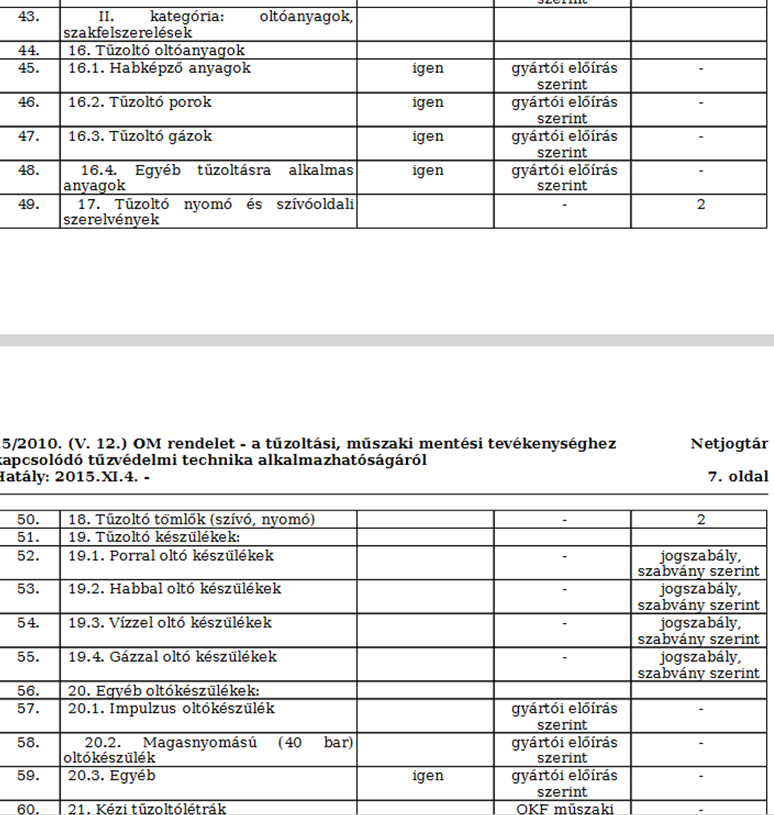 szerint
43. II. kategória: oltóanyagok,
szakfelszerelések
44. 16. Tűzoltó oltóanyagok
45. 16.1. Habképző anyagok igen gyártói előírás -
szerint
46. 16.2. Tűzoltó porok igen gyártói előírás -
szerint
47. 16.3. Tűzoltó gázok igen gyártói előírás -
szerint
48. 16.4. Egyéb tűzoltásra alkalmas igen gyártói előírás -
anyagok szerint
49. 17. Tűzoltó nyomó és szívóoldali - 2
szerelvények
5/2010. (V. 12.) OM rendelet - a tűzoltási, műszaki mentési tevékenységhez Netjogtár
kapcsolódó tűzvédelmi technika alkalmazhatóságáról
Hatály: 2015.XI.4. - 7. oldal
50. 18. Tűzoltó tömlők (szívó, nyomó) - 2
51. 19. Tűzoltó készülékek:
52. 19.1. Porral oltó készülékek - jogszabály,
szabvány szerint
53. 19.2. Habbal oltó készülékek - jogszabály,
szabvány szerint
54. 19.3. Vízzel oltó készülékek - jogszabály,
szabvány szerint
55. 19.4. Gázzal oltó készülékek - jogszabály,
szabvány szerint
56. 20. Egyéb oltókészülékek:
57. 20.1. Impulzus oltókészülék gyártói előírás -
szerint
58. 20.2. Magasnyomású (40 bar) gyártói előírás -
oltókészülék szerint
59. 20.3. Egyéb igen gyártói előírás -
szerint
60. 21. Kézi tűzoltólétrák OKF műszaki -